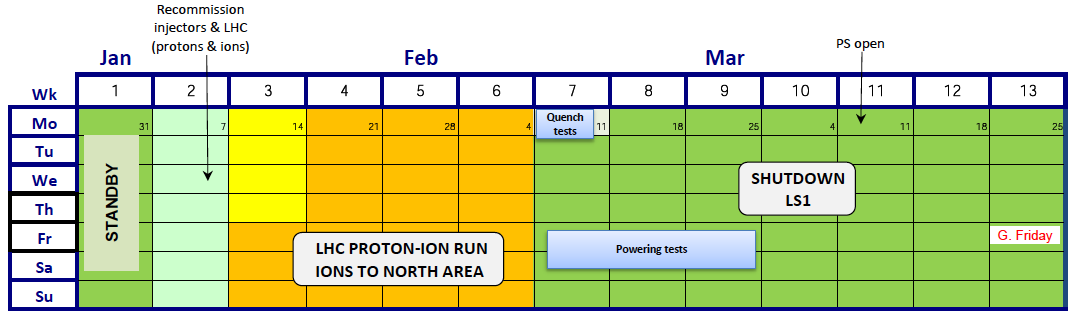 Recommission
injectors & LHC
(protons & ions)
PS open
Jan Feb Mar
Wk 1 2 3 4 5 6 7 8 9 10 11 12 13
Mo 31 7 14 21 28 4 Quench tests 11 18 25 4 11 18 25
Tu
We
Th
Fr
Sa
Su
STANDBY
LHC PROTON-ION RUN
IONS TO NORTH AREA
SHUTDOWN
LS1
Powering tests
G. Friday